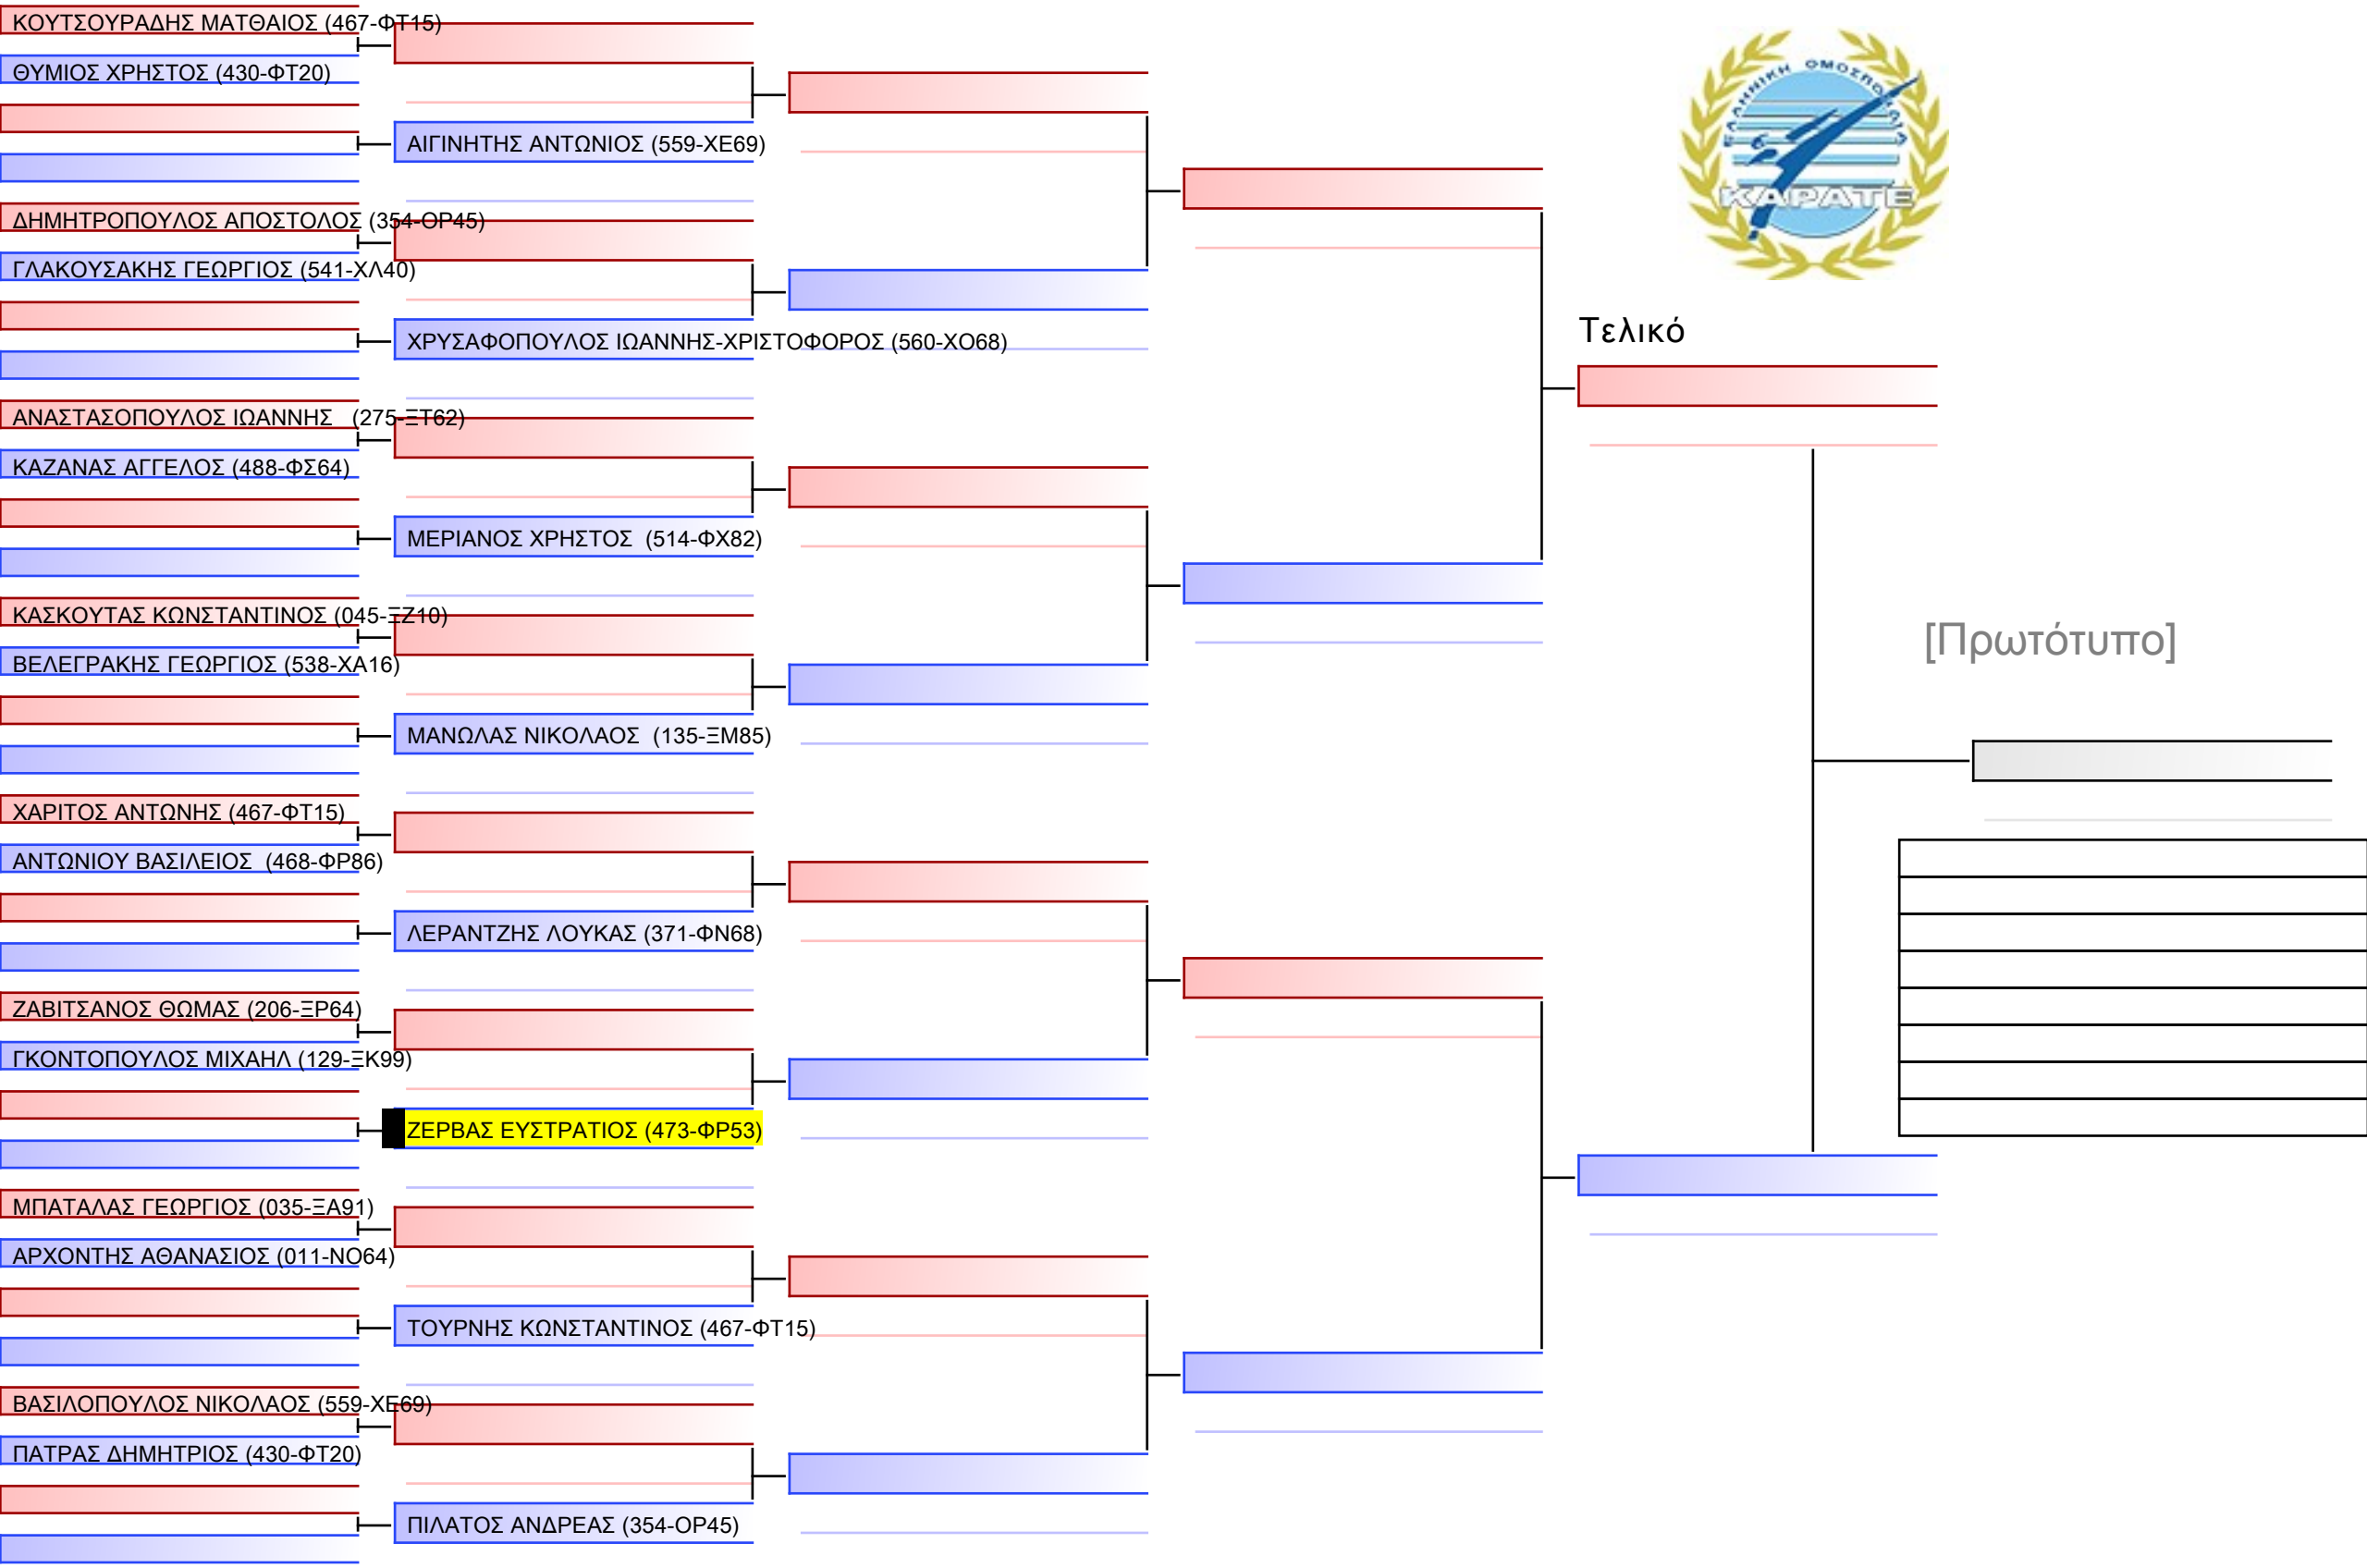 ΚΟΥΤΣΟΥΡΑΔΗΣ ΜΑΤΘΑΙΟΣ (467-ΦΤ15)
ΘΥΜΙΟΣ ΧΡΗΣΤΟΣ (430-ΦΤ20)
ΑΙΓΙΝΗΤΗΣ ΑΝΤΩΝΙΟΣ (559-ΧΕ69)
ΔΗΜΗΤΡΟΠΟΥΛΟΣ ΑΠΟΣΤΟΛΟΣ (354-ΟΡ45)
ΓΛΑΚΟΥΣΑΚΗΣ ΓΕΩΡΓΙΟΣ (541-ΧΛ40)
ΧΡΥΣΑΦΟΠΟΥΛΟΣ ΙΩΑΝΝΗΣ-ΧΡΙΣΤΟΦΟΡΟΣ (560-ΧΟ68)
ΑΝΑΣΤΑΣΟΠΟΥΛΟΣ ΙΩΑΝΝΗΣ (275-ΞΤ62)
ΚΑΖΑΝΑΣ ΑΓΓΕΛΟΣ (488-ΦΣ64)
ΜΕΡΙΑΝΟΣ ΧΡΗΣΤΟΣ (514-ΦΧ82)
ΚΑΣΚΟΥΤΑΣ ΚΩΝΣΤΑΝΤΙΝΟΣ (045-ΞΖ10)
ΒΕΛΕΓΡΑΚΗΣ ΓΕΩΡΓΙΟΣ (538-ΧΑ16)
ΜΑΝΩΛΑΣ ΝΙΚΟΛΑΟΣ (135-ΞΜ85)
ΧΑΡΙΤΟΣ ΑΝΤΩΝΗΣ (467-ΦΤ15)
ΑΝΤΩΝΙΟΥ ΒΑΣΙΛΕΙΟΣ (468-ΦΡ86)
ΛΕΡΑΝΤΖΗΣ ΛΟΥΚΑΣ (371-ΦΝ68)
ΖΑΒΙΤΣΑΝΟΣ ΘΩΜΑΣ (206-ΞΡ64)
ΓΚΟΝΤΟΠΟΥΛΟΣ ΜΙΧΑΗΛ (129-ΞΚ99)
ΖΕΡΒΑΣ ΕΥΣΤΡΑΤΙΟΣ (473-ΦΡ53)
ΜΠΑΤΑΛΑΣ ΓΕΩΡΓΙΟΣ (035-ΞΑ91)
ΑΡΧΟΝΤΗΣ ΑΘΑΝΑΣΙΟΣ (011-ΝΟ64)
ΤΟΥΡΝΗΣ ΚΩΝΣΤΑΝΤΙΝΟΣ (467-ΦΤ15)
ΒΑΣΙΛΟΠΟΥΛΟΣ ΝΙΚΟΛΑΟΣ (559-ΧΕ69)
ΠΑΤΡΑΣ ΔΗΜΗΤΡΙΟΣ (430-ΦΤ20)
ΠΙΛΑΤΟΣ ΑΝΔΡΕΑΣ (354-ΟΡ45)
ΕΛΛΗΝΙΚΗ ΟΜΟΣΠΟΝΔΙΑ
ΚΑΡΑΤΕ
Τελικό
[Πρωτότυπο]